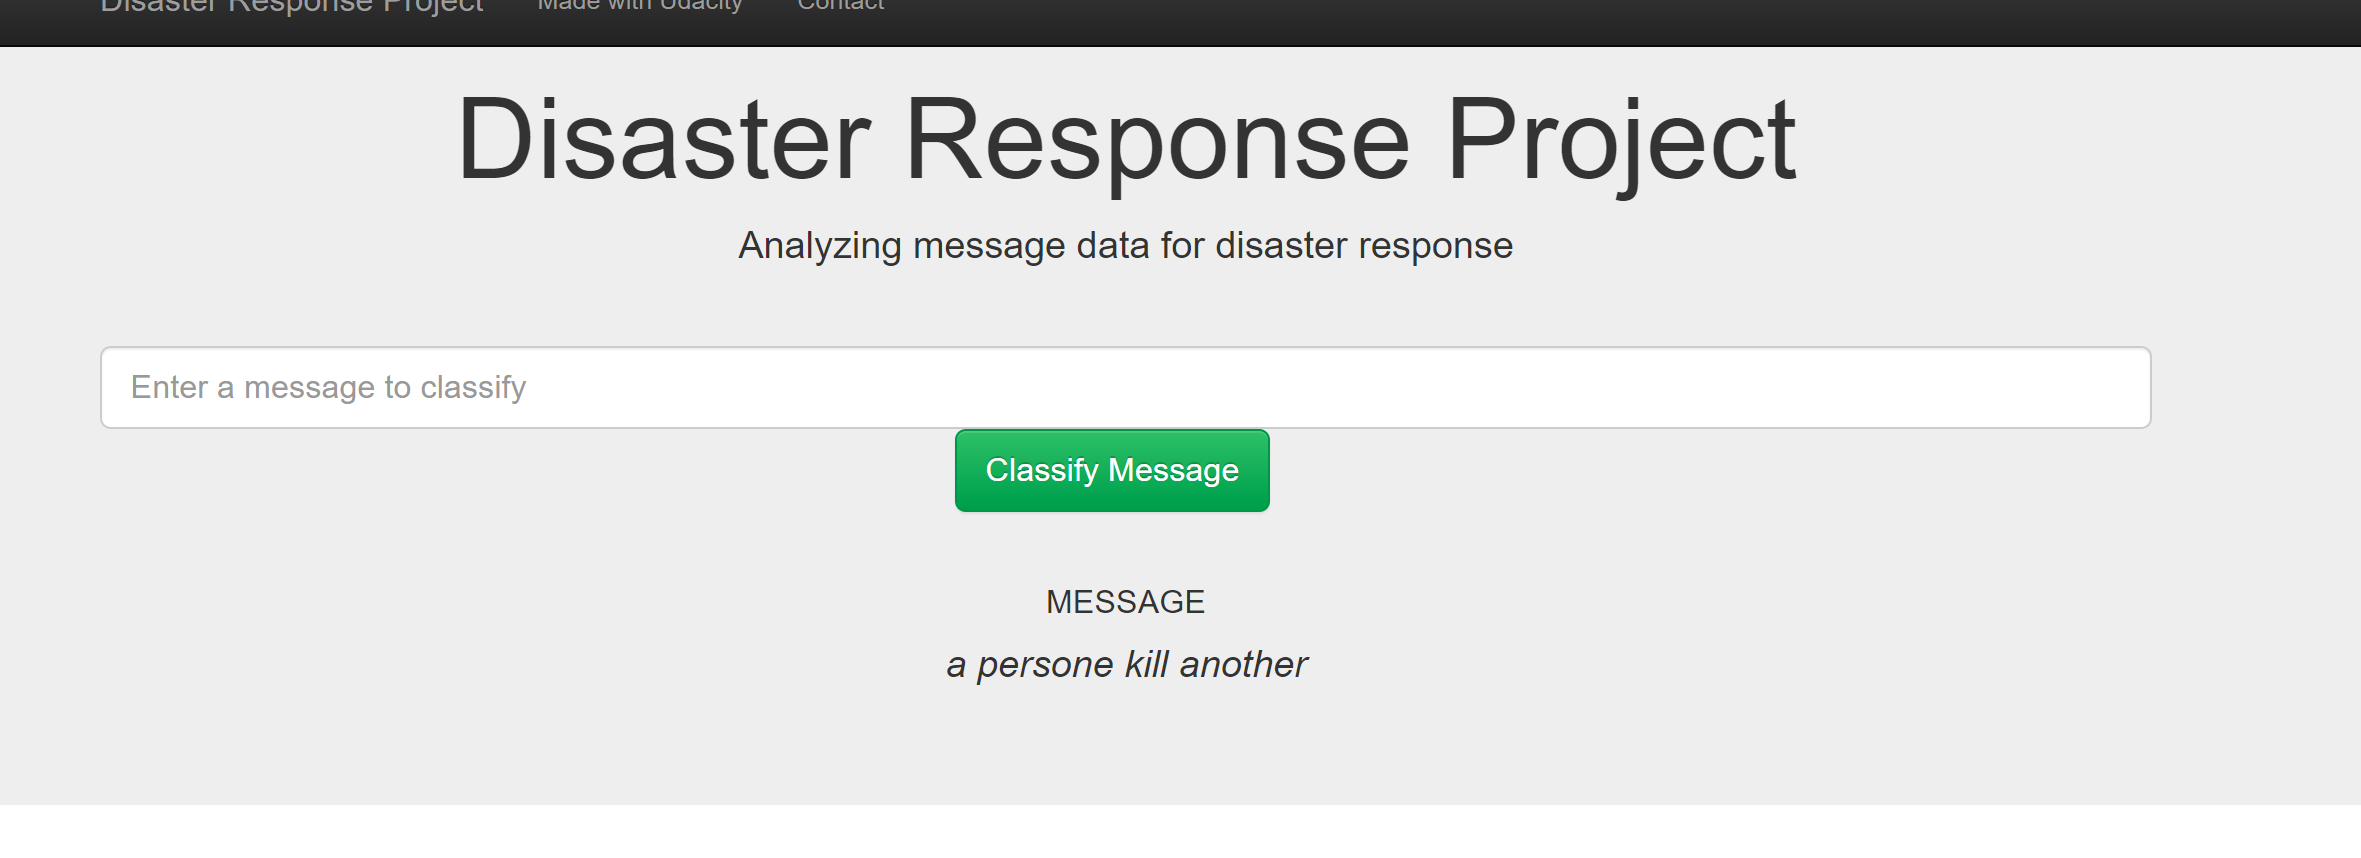 Disaster Response Project Made with Udacity Contact
Disaster Response Project
Analyzing message data for disaster response
Enter a message to classify
Classify Message
MESSAGE
a persone kill another